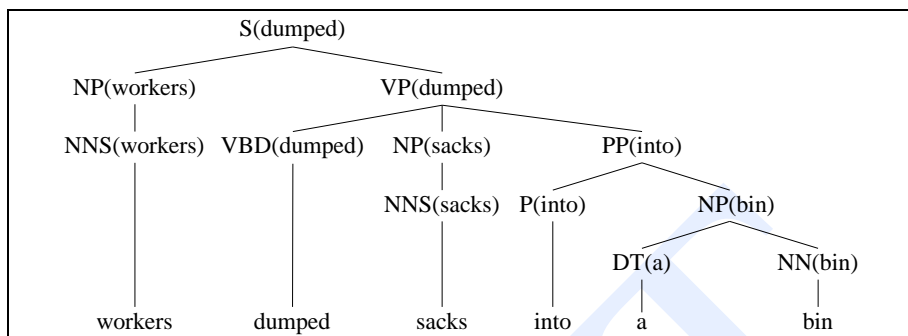 S(dumped)
NP(workers) VP(dumped)
NNS(workers) VBD(dumped) NP(sacks) PP(into)
NNS(sacks) P(into) NP(bin)
DT(a) NN(bin)
workers dumped sacks into a bin